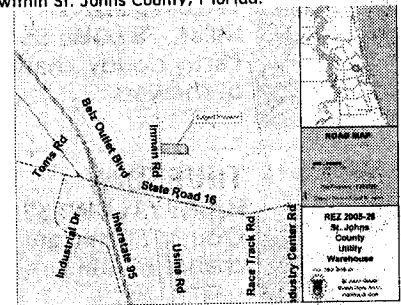 within St. Johns County, Florida.
Belz Outlet Blvd
Inman Rd
Subject Property
Toms Rd
State Road 16
Industrial Dr
Interstate 95
Usina Rd
Race Track Rd
Industry Center Rd
ROAD MAP
REZ 2005-26
St. Johns
County
Utility
Warehouse